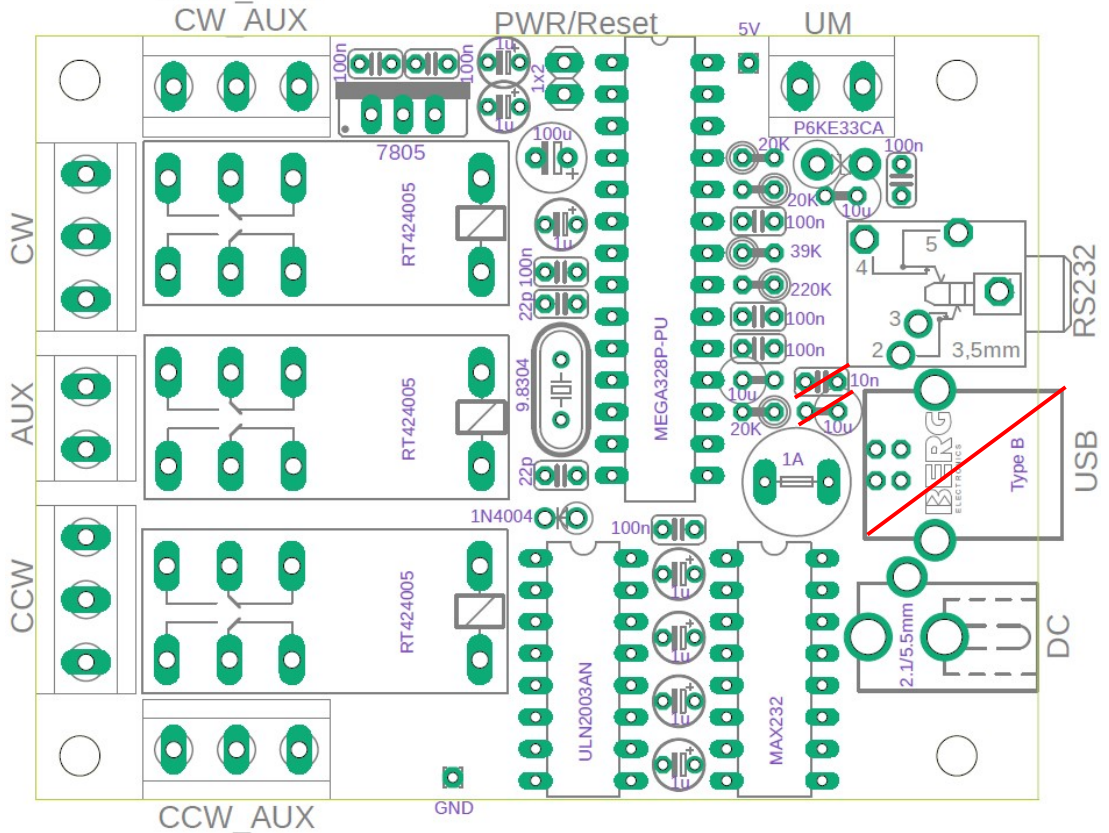 CW_AUX
PWR/Reset
UM
5V
100n
100n
1u
1u
1x2
7805
100u
P6KE33CA
20K
100n
20K
10u
100n
CW
RT424005
1u
39K
5
4
RS232
100n
22p
220K
100n
3
2
3,5mm
100n
MEGA328P-PU
9.8304
10u
10n
AUX
RT424005
20K
10u
BERG
ELECTRONICS
Type B
USB
22p
1A
1N4004
100n
CCW
RT424005
1u
2.1/5.5mm
DC
1u
ULN2003AN
1u
MAX232
1u
GND
CCW_AUX